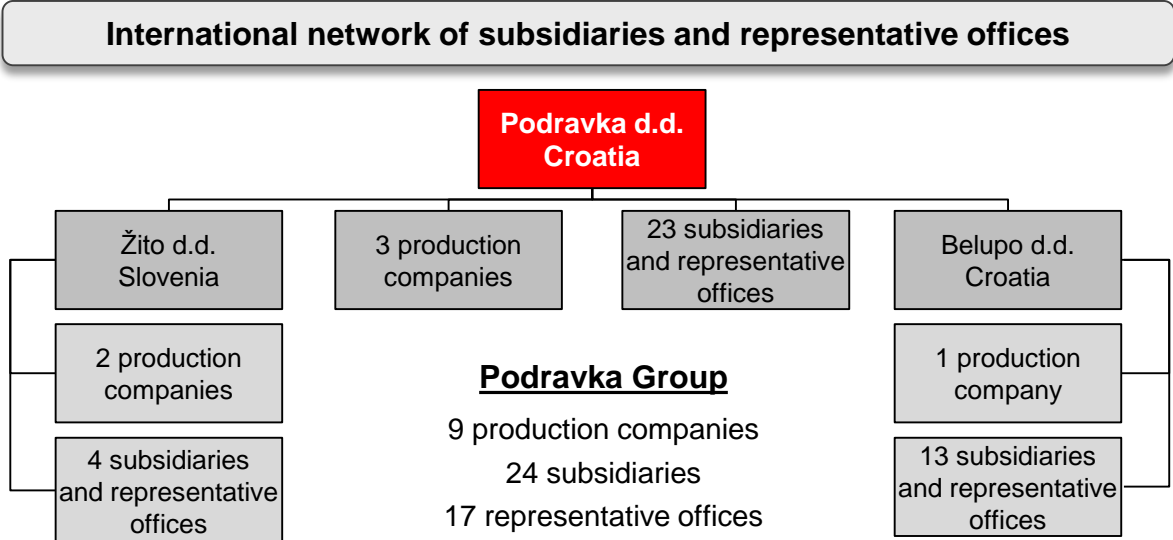 International network of subsidiaries and representative offices
Podravka d.d.
Croatia
Žito d.d.
Slovenia
3 production
companies
23 subsidiaries
and representative
offices
Belupo d.d.
Croatia
2 production
companies
1 production
company
4 subsidiaries
and representative
offices
13 subsidiaries
and representative
offices
Podravka Group
9 production companies
24 subsidiaries
17 representative offices